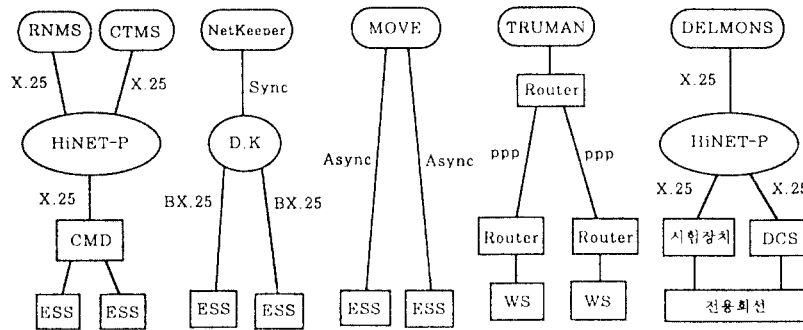 RNMS CTMS NetKeeper MOVE TRUMAN DELMONS
X.25 X.25 Sync Router X.25
HiNET-P D.K HiNET-P
Async Async ppp ppp
X.25 BX.25 BX.25 X.25 X.25
CMD Router Router 시험장치 DCS
ESS ESS ESS ESS ESS ESS WS WS 전용회선